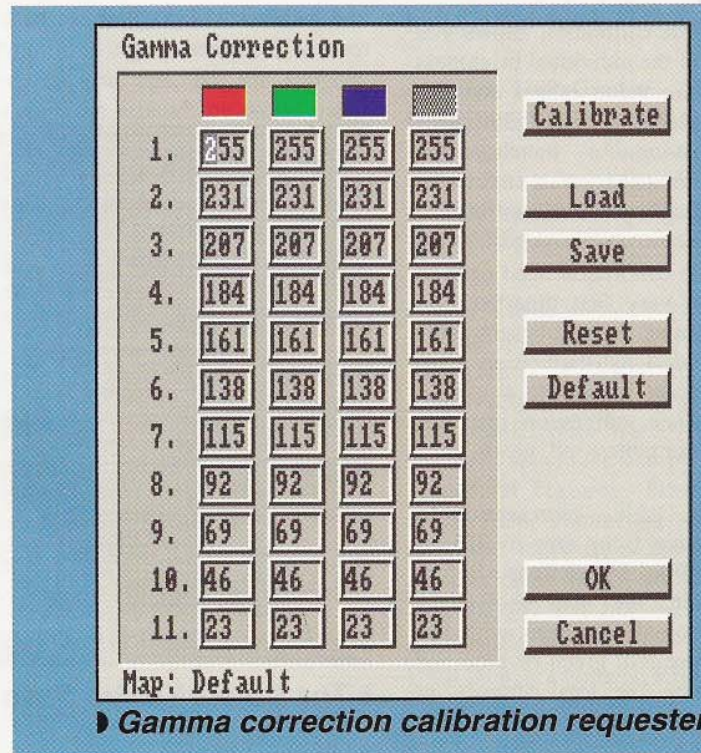 Gamma Correction
Calibrate
1. 255 255 255 255
2. 231 231 231 231
Load
3. 207 207 207 207
Save
4. 184 184 184 184
5. 161 161 161 161
Reset
6. 138 138 138 138
Default
7. 115 115 115 115
8. 92 92 92 92
9. 69 69 69 69
10. 46 46 46 46
OK
11. 23 23 23 23
Cancel
Map: Default
Gamma correction calibration requester